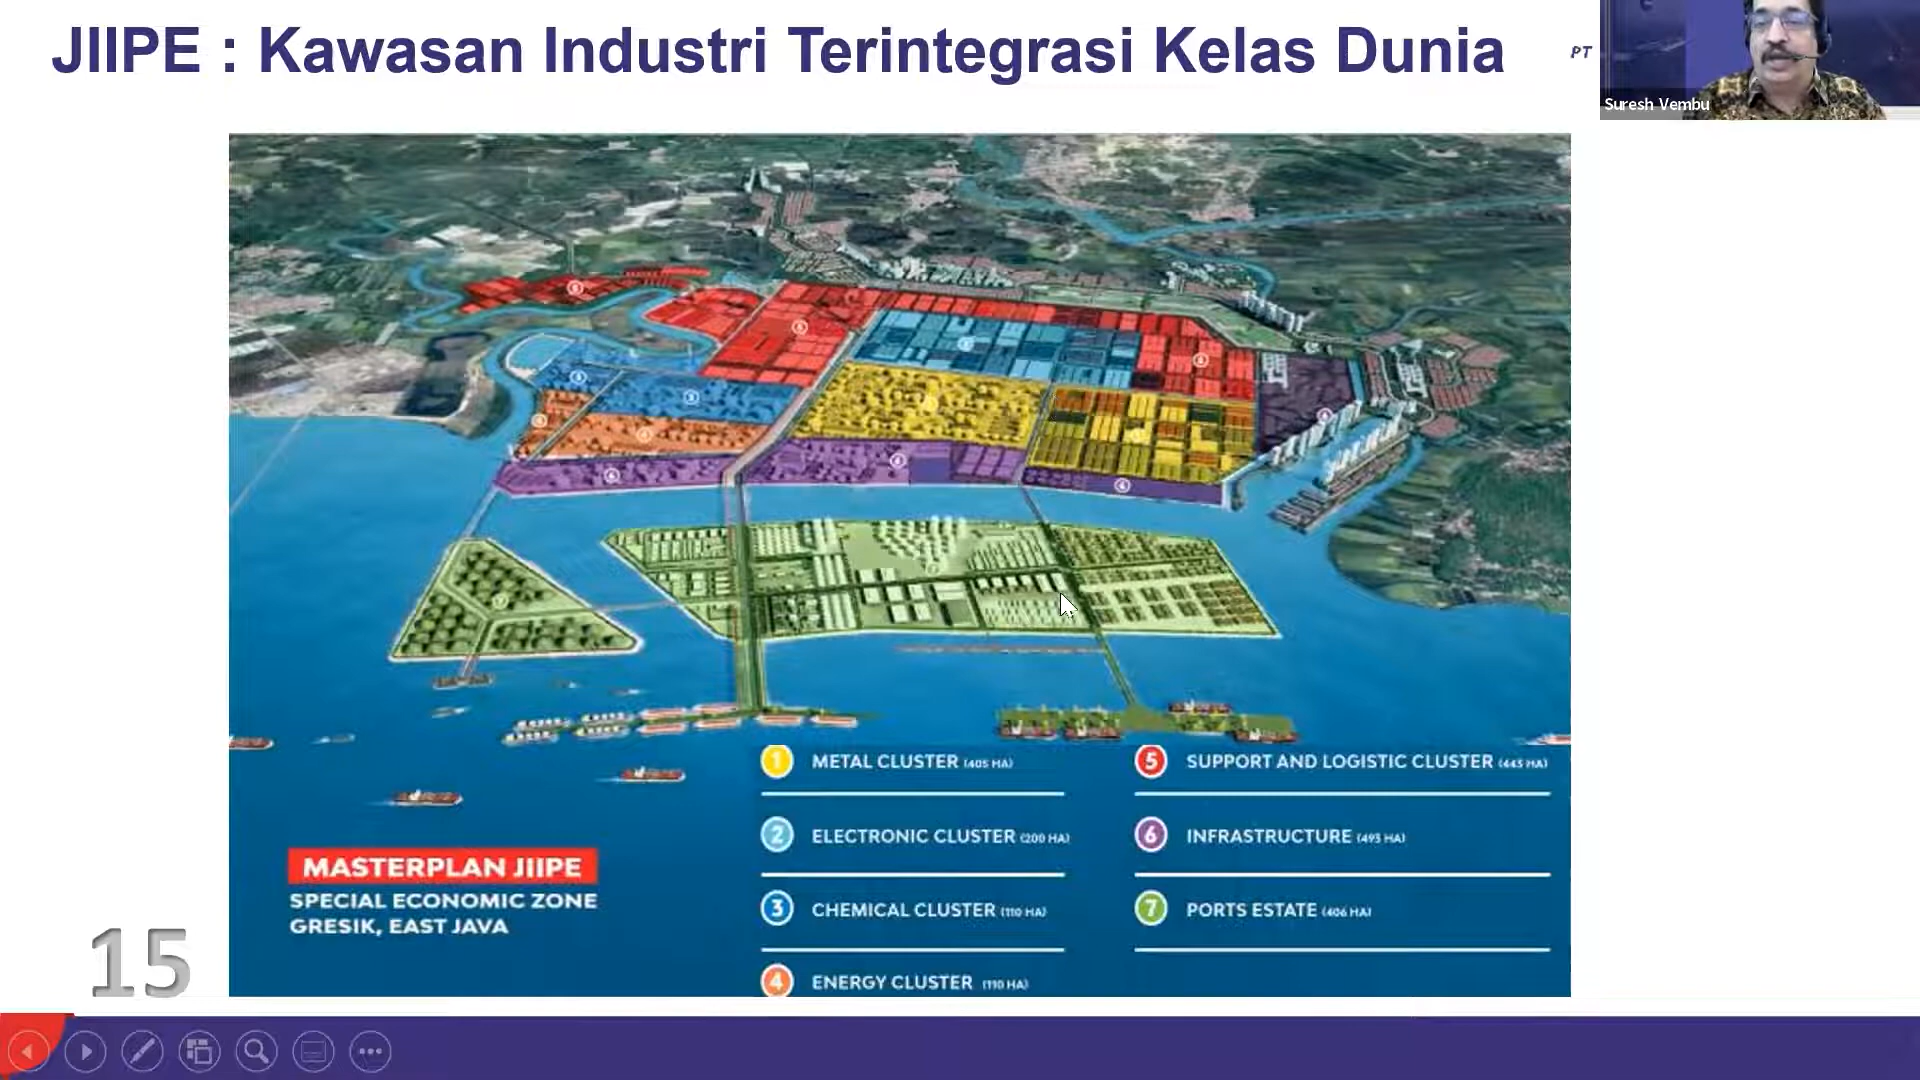 JIIPE : Kawasan Industri Terintegrasi Kelas Dunia
PT
Suresh Vembu
1 METAL CLUSTER (405 HA)
2 ELECTRONIC CLUSTER (200 HA)
3 CHEMICAL CLUSTER (110 HA)
4 ENERGY CLUSTER (110 HA)
5 SUPPORT AND LOGISTIC CLUSTER (443 HA)
6 INFRASTRUCTURE (493 HA)
7 PORTS ESTATE (406 HA)
MASTERPLAN JIIPE
SPECIAL ECONOMIC ZONE
GRESIK, EAST JAVA
15